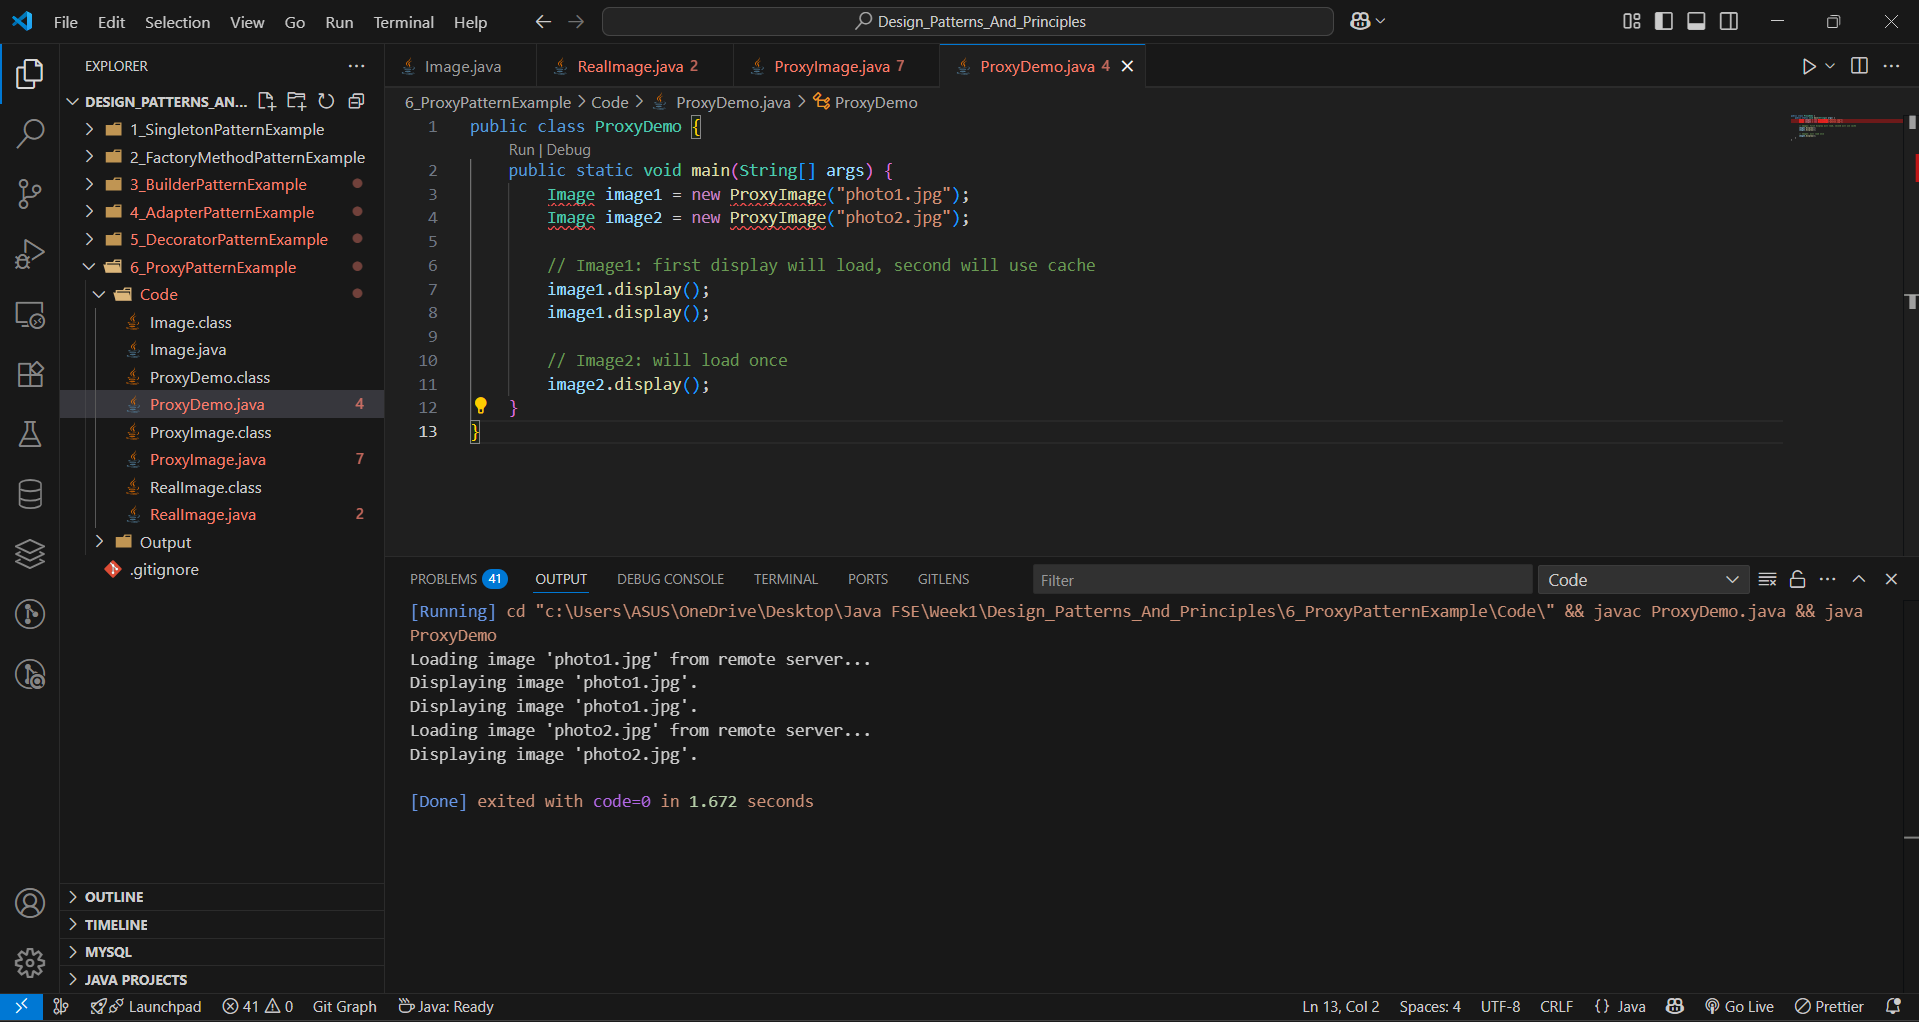 File Edit Selection View Go Run Terminal Help
Design_Patterns_And_Principles
EXPLORER
DESIGN_PATTERNS_AN...
1_SingletonPatternExample
2_FactoryMethodPatternExample
3_BuilderPatternExample
4_AdapterPatternExample
5_DecoratorPatternExample
6_ProxyPatternExample
Code
Image.class
Image.java
ProxyDemo.class
ProxyDemo.java 4
ProxyImage.class
ProxyImage.java 7
RealImage.class
RealImage.java 2
Output
.gitignore
OUTLINE
TIMELINE
MYSQL
JAVA PROJECTS
Image.java RealImage.java 2 ProxyImage.java 7 ProxyDemo.java 4
6_ProxyPatternExample > Code > ProxyDemo.java > ProxyDemo
1 public class ProxyDemo {
Run | Debug
2 public static void main(String[] args) {
3 Image image1 = new ProxyImage("photo1.jpg");
4 Image image2 = new ProxyImage("photo2.jpg");
5
6 // Image1: first display will load, second will use cache
7 image1.display();
8 image1.display();
9
10 // Image2: will load once
11 image2.display();
12 }
13 }
PROBLEMS 41 OUTPUT DEBUG CONSOLE TERMINAL PORTS GITLENS Filter Code
[Running] cd "c:\Users\ASUS\OneDrive\Desktop\Java FSE\Week1\Design_Patterns_And_Principles\6_ProxyPatternExample\Code\" && javac ProxyDemo.java && java
ProxyDemo
Loading image 'photo1.jpg' from remote server...
Displaying image 'photo1.jpg'.
Displaying image 'photo1.jpg'.
Loading image 'photo2.jpg' from remote server...
Displaying image 'photo2.jpg'.
[Done] exited with code=0 in 1.672 seconds
Launchpad 41 0 Git Graph Java: Ready Ln 13, Col 2 Spaces: 4 UTF-8 CRLF {} Java Go Live Prettier